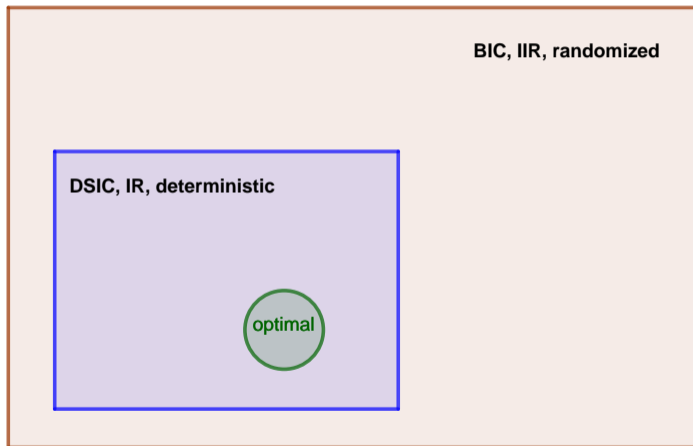 BIC, IIR, randomized
DSIC, IR, deterministic
optimal